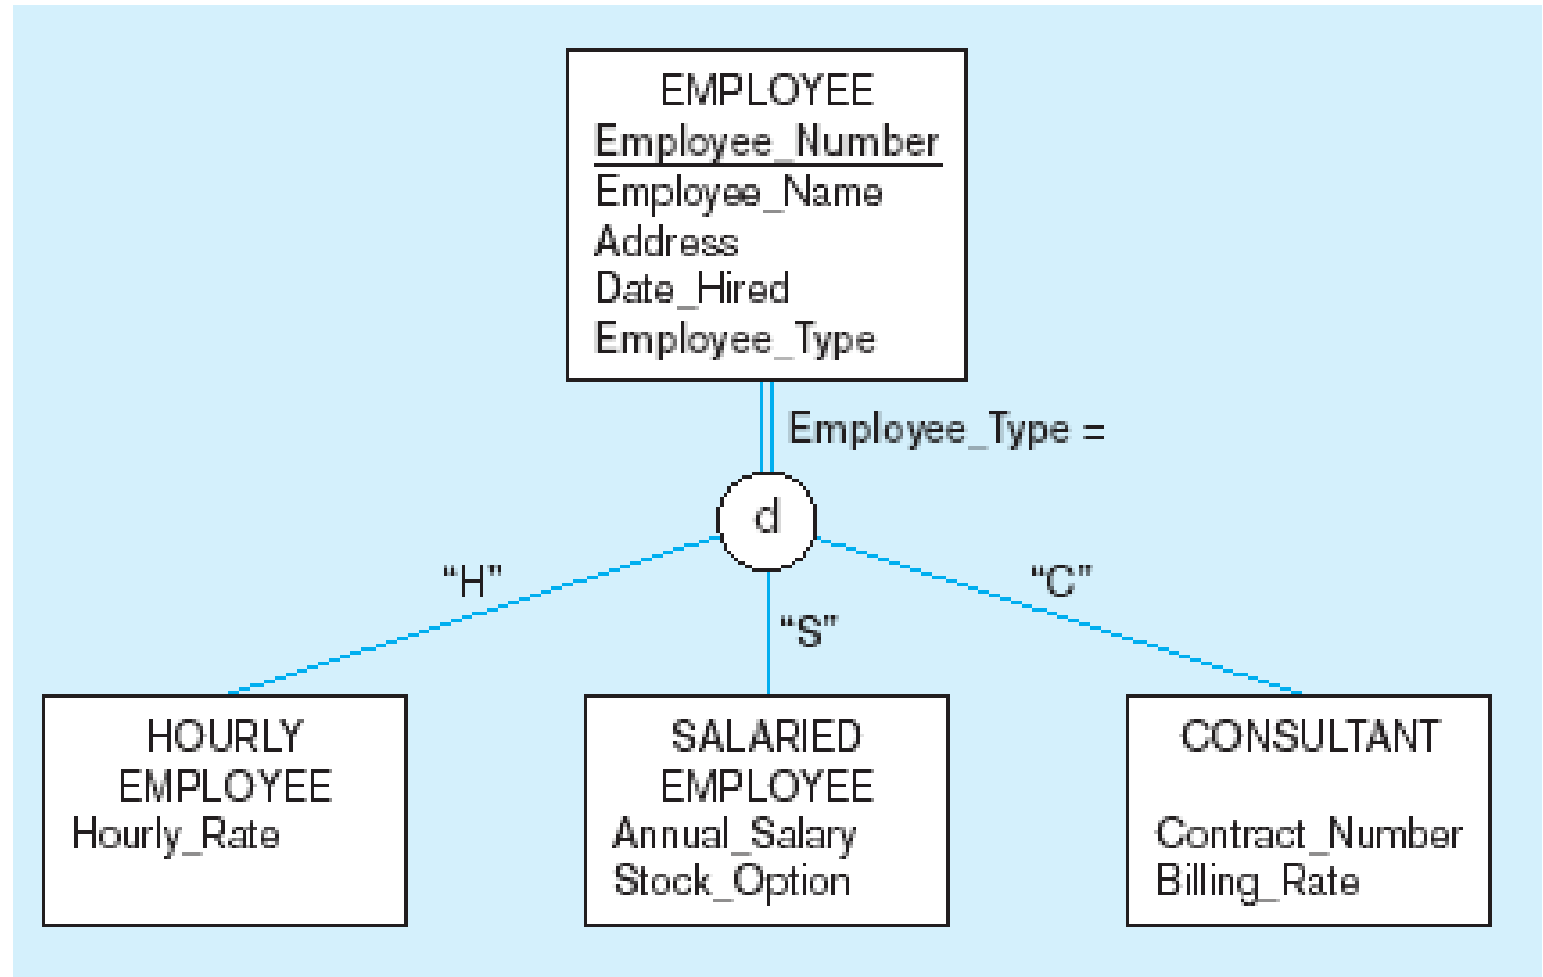 EMPLOYEE
Employee_Number
Employee_Name
Address
Date_Hired
Employee_Type
Employee_Type =
d
“H”
“S”
“C”
HOURLY
EMPLOYEE
Hourly_Rate
SALARIED
EMPLOYEE
Annual_Salary
Stock_Option
CONSULTANT
Contract_Number
Billing_Rate